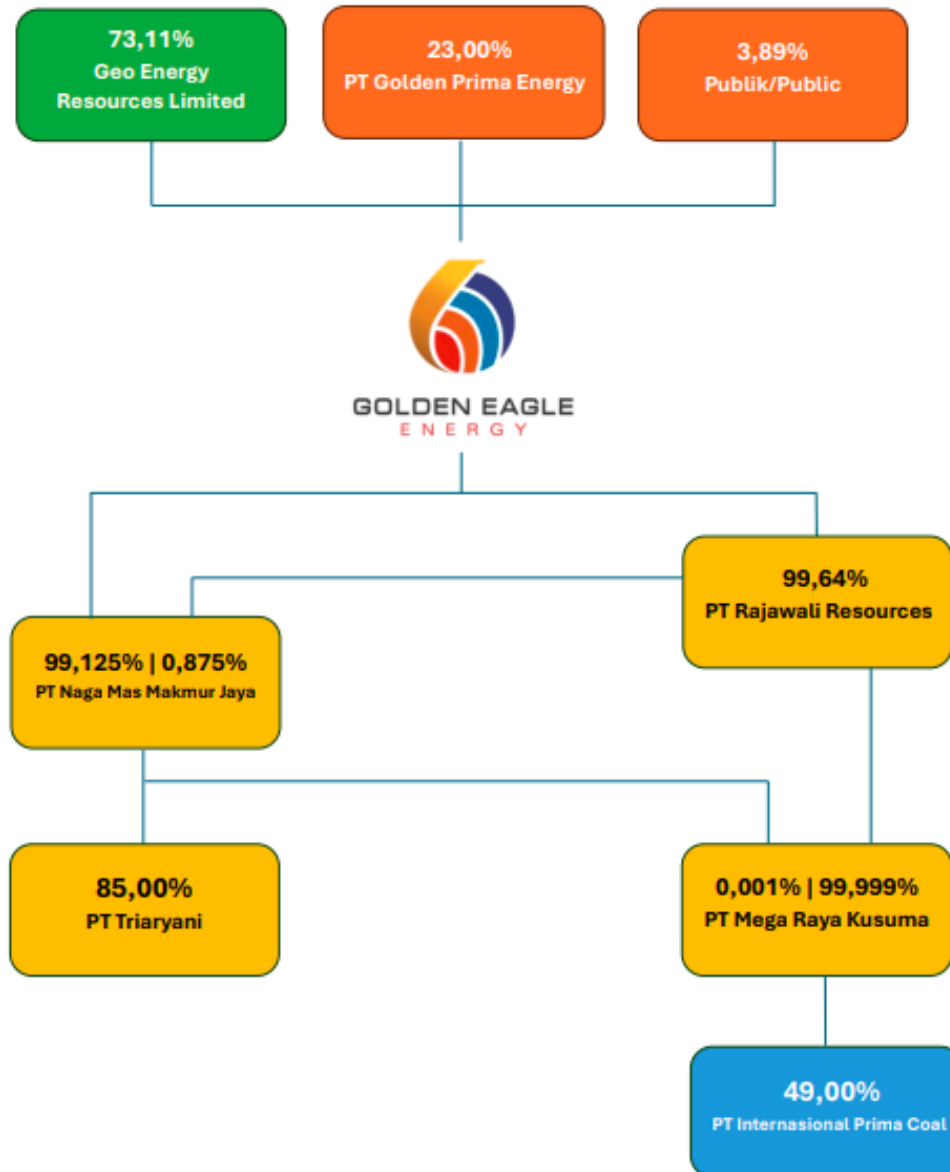 73,11%
Geo Energy
Resources Limited
23,00%
PT Golden Prima Energy
3,89%
Publik/Public
GOLDEN EAGLE
ENERGY
99,64%
PT Rajawali Resources
99,125% | 0,875%
PT Naga Mas Makmur Jaya
85,00%
PT Triaryani
0,001% | 99,999%
PT Mega Raya Kusuma
49,00%
PT Internasional Prima Coal